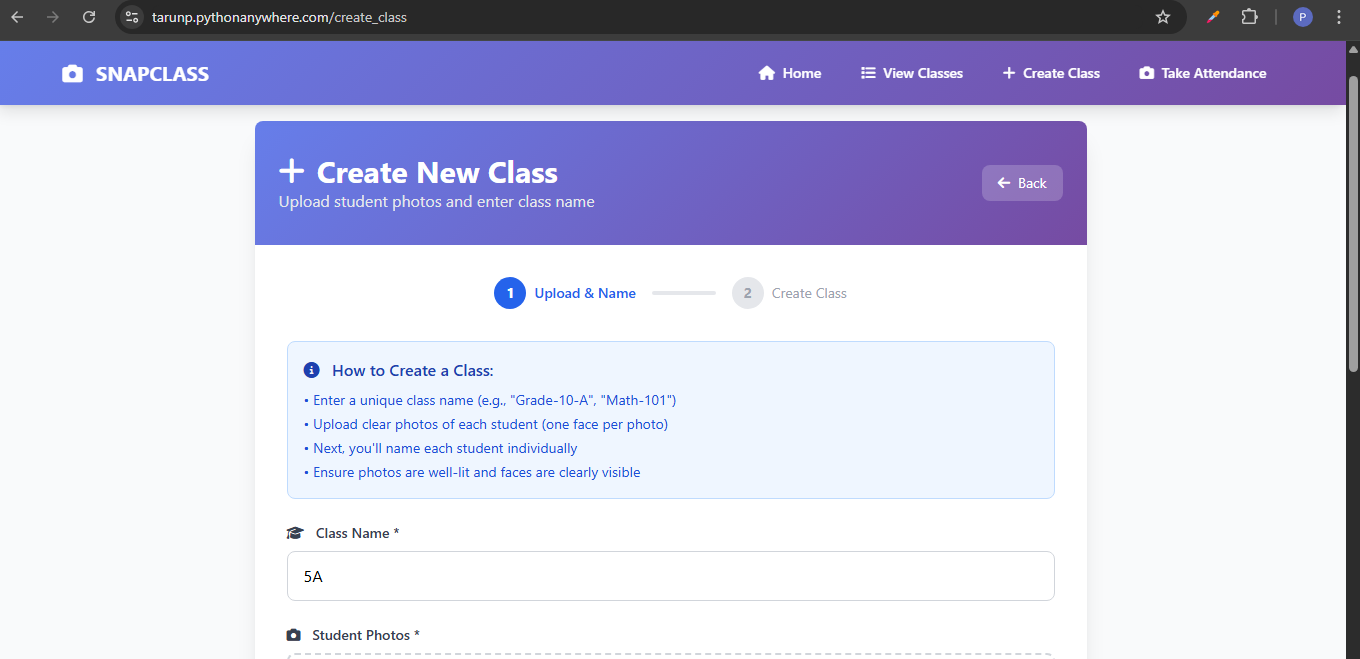 tarunp.pythonanywhere.com/create_class
P
SNAPCLASS
Home
View Classes
Create Class
Take Attendance
Create New Class
Upload student photos and enter class name
Back
1
Upload & Name
2
Create Class
How to Create a Class:
• Enter a unique class name (e.g., "Grade-10-A", "Math-101")
• Upload clear photos of each student (one face per photo)
• Next, you'll name each student individually
• Ensure photos are well-lit and faces are clearly visible
Class Name *
5A
Student Photos *